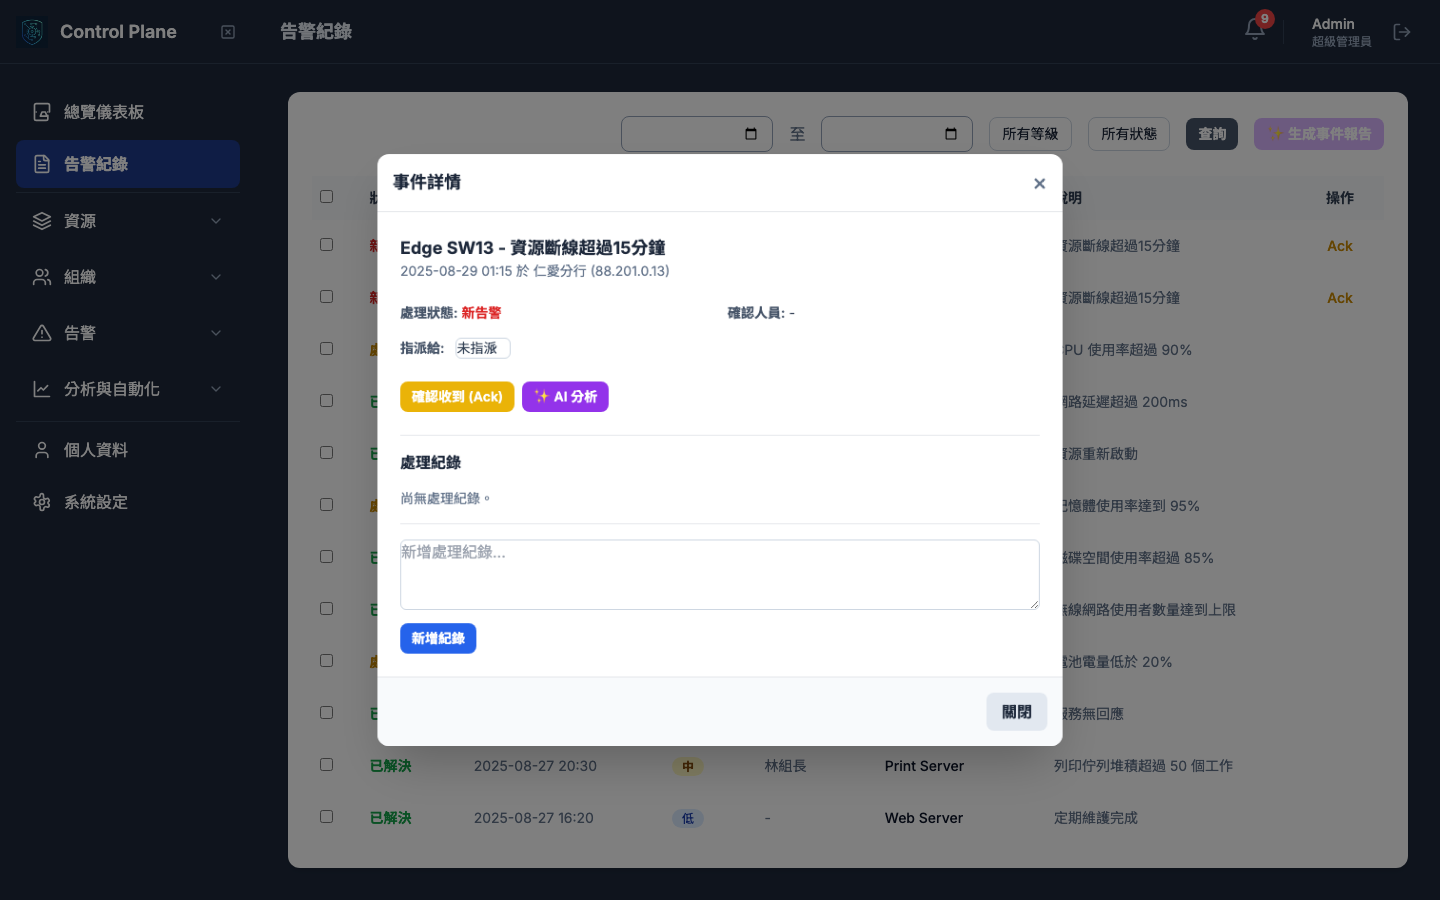 Control Plane
告警紀錄
9
Admin
超級管理員
總覽儀表板
告警紀錄
資源
組織
告警
分析與自動化
個人資料
系統設定
至
所有等級
所有狀態
查詢
✨ 生成事件報告
操作
資源斷線超過15分鐘
Ack
資源斷線超過15分鐘
Ack
CPU 使用率超過 90%
網路延遲超過 200ms
資源重新啟動
記憶體使用率達到 95%
磁碟空間使用率超過 85%
無線網路使用者數量達到上限
電池電量低於 20%
服務無回應
已解決 2025-08-27 20:30 中 林組長 Print Server 列印佇列堆積超過 50 個工作
已解決 2025-08-27 16:20 低 - Web Server 定期維護完成
事件詳情
×
Edge SW13 - 資源斷線超過15分鐘
2025-08-29 01:15 於 仁愛分行 (88.201.0.13)
處理狀態: 新告警
確認人員: -
指派給: 未指派
確認收到 (Ack)
✨ AI 分析
處理紀錄
尚無處理紀錄。
新增處理紀錄...
新增紀錄
關閉